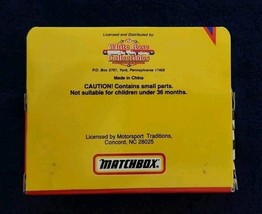 Licensed and Distributed by
White Rose
Collectibles
P.O. Box 2701, York, Pennsylvania 17405
Made in China
CAUTION! Contains small parts.
Not suitable for children under 36 months.
Licensed by Motorsport Traditions,
Concord, NC 28025
MATCHBOX